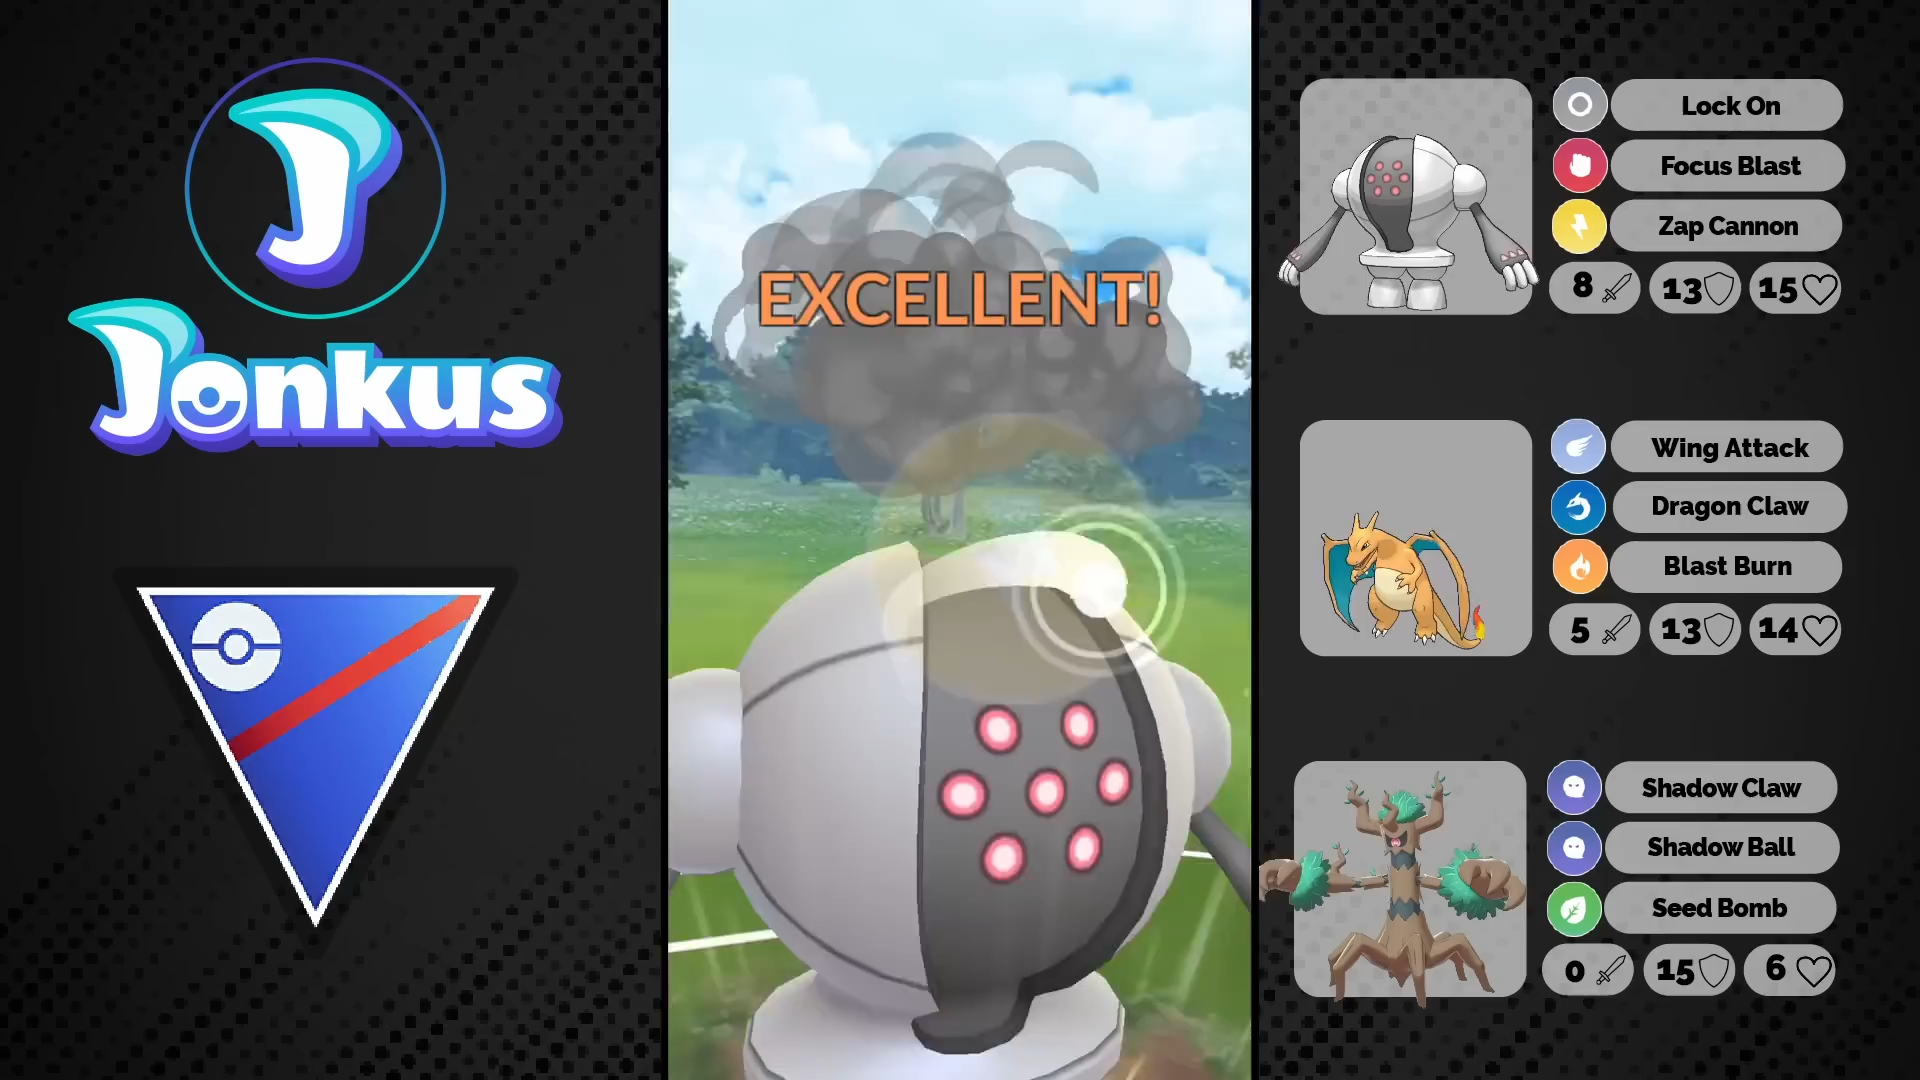 J
Jonkus
EXCELLENT!
Lock On
Focus Blast
Zap Cannon
8 13 15
Wing Attack
Dragon Claw
Blast Burn
5 13 14
Shadow Claw
Shadow Ball
Seed Bomb
0 15 6